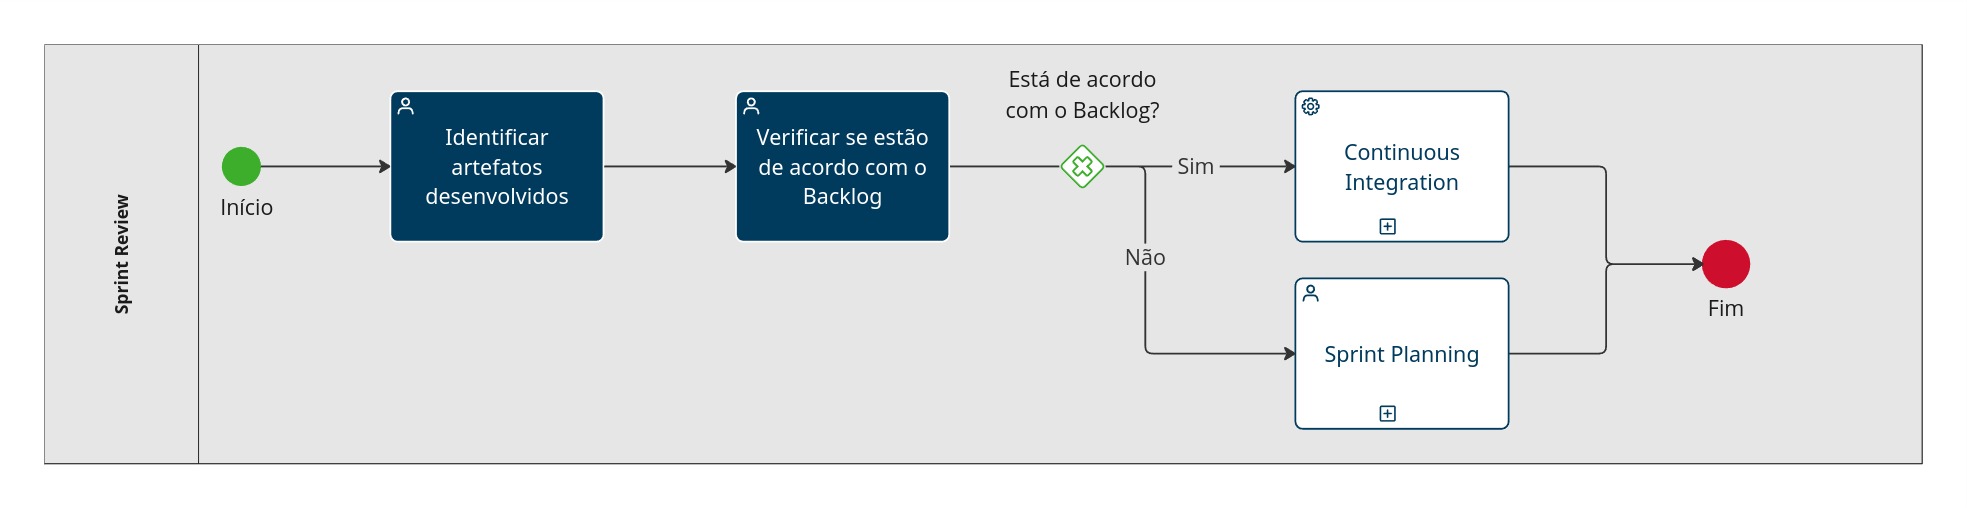 Sprint Review
Início
Identificar
artefatos
desenvolvidos
Verificar se estão
de acordo com o
Backlog
Está de acordo
com o Backlog?
Sim
Não
Continuous
Integration
Sprint Planning
Fim